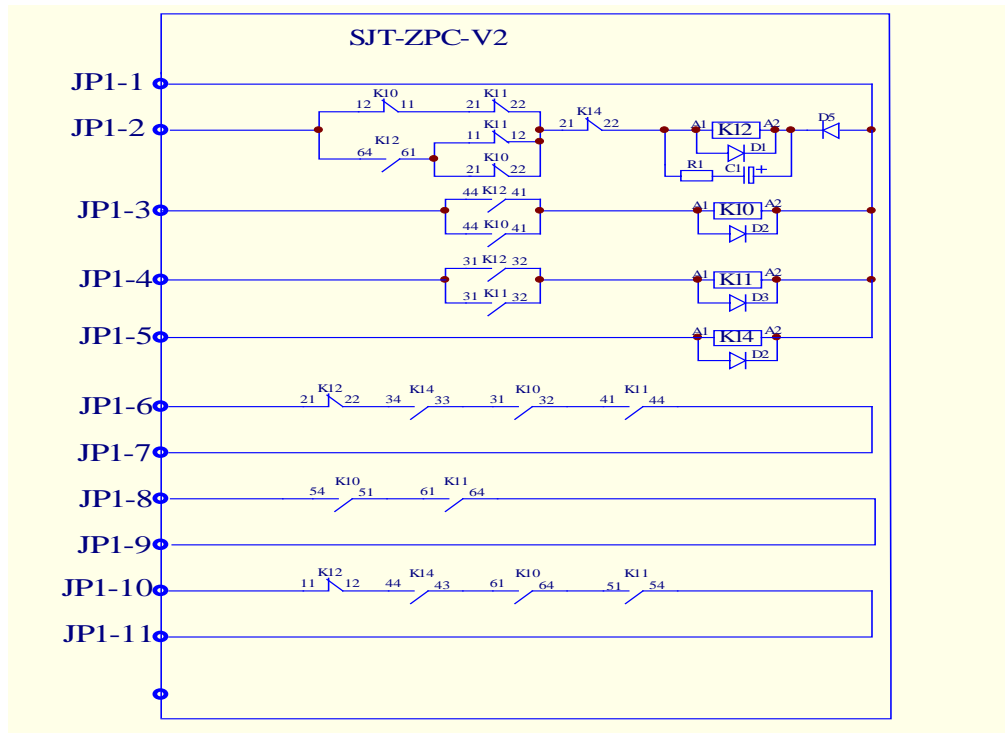 SJT-ZPC-V2
JP1-1
K10 K11
12 11 21 22
K14
D5
JP1-2
K11
21 22
A1 K12 A2
K12
11 12
D1
64 61
K10
R1 C1 +
21 22
JP1-3
44 K12 41
A1 K10 A2
44 K10 41
D2
JP1-4
31 K12 32
A1 K11 A2
31 K11 32
D3
JP1-5
A1 K14 A2
D2
JP1-6
K12 K14 K10 K11
21 22 34 33 31 32 41 44
JP1-7
JP1-8
K10 K11
54 51 61 64
JP1-9
JP1-10
K12 K14 K10 K11
11 12 44 43 61 64 51 54
JP1-11